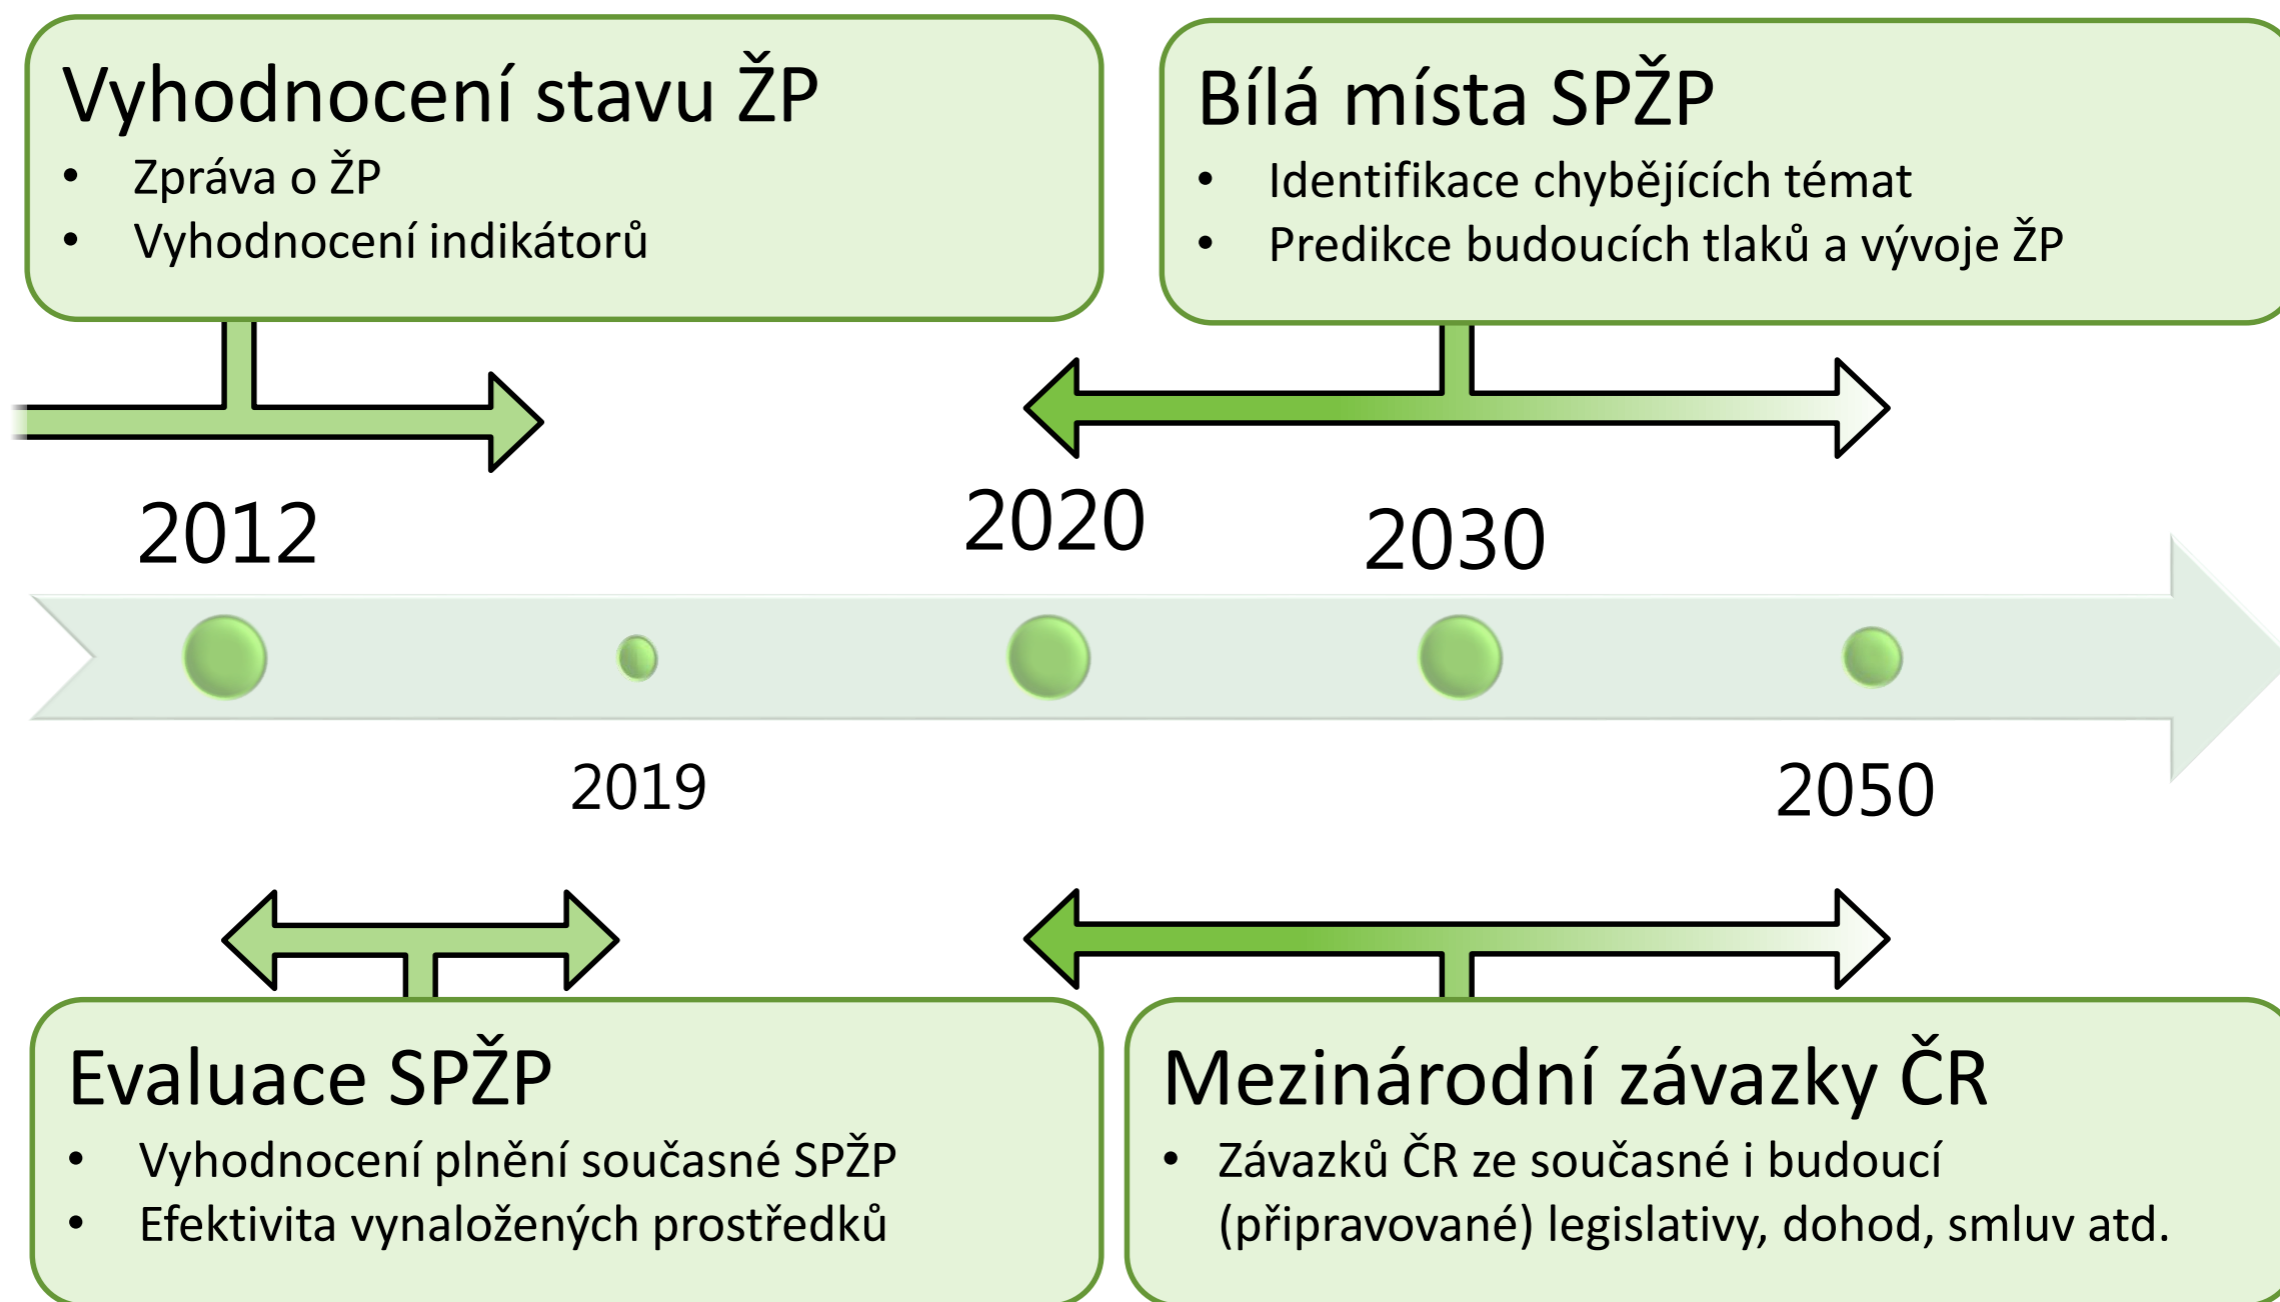 Vyhodnocení stavu ŽP
• Zpráva o ŽP
• Vyhodnocení indikátorů
Bílá místa SPŽP
• Identifikace chybějících témat
• Predikce budoucích tlaků a vývoje ŽP
2012
2020
2030
2019
2050
Evaluace SPŽP
• Vyhodnocení plnění současné SPŽP
• Efektivita vynaložených prostředků
Mezinárodní závazky ČR
• Závazků ČR ze současné i budoucí
(připravované) legislativy, dohod, smluv atd.